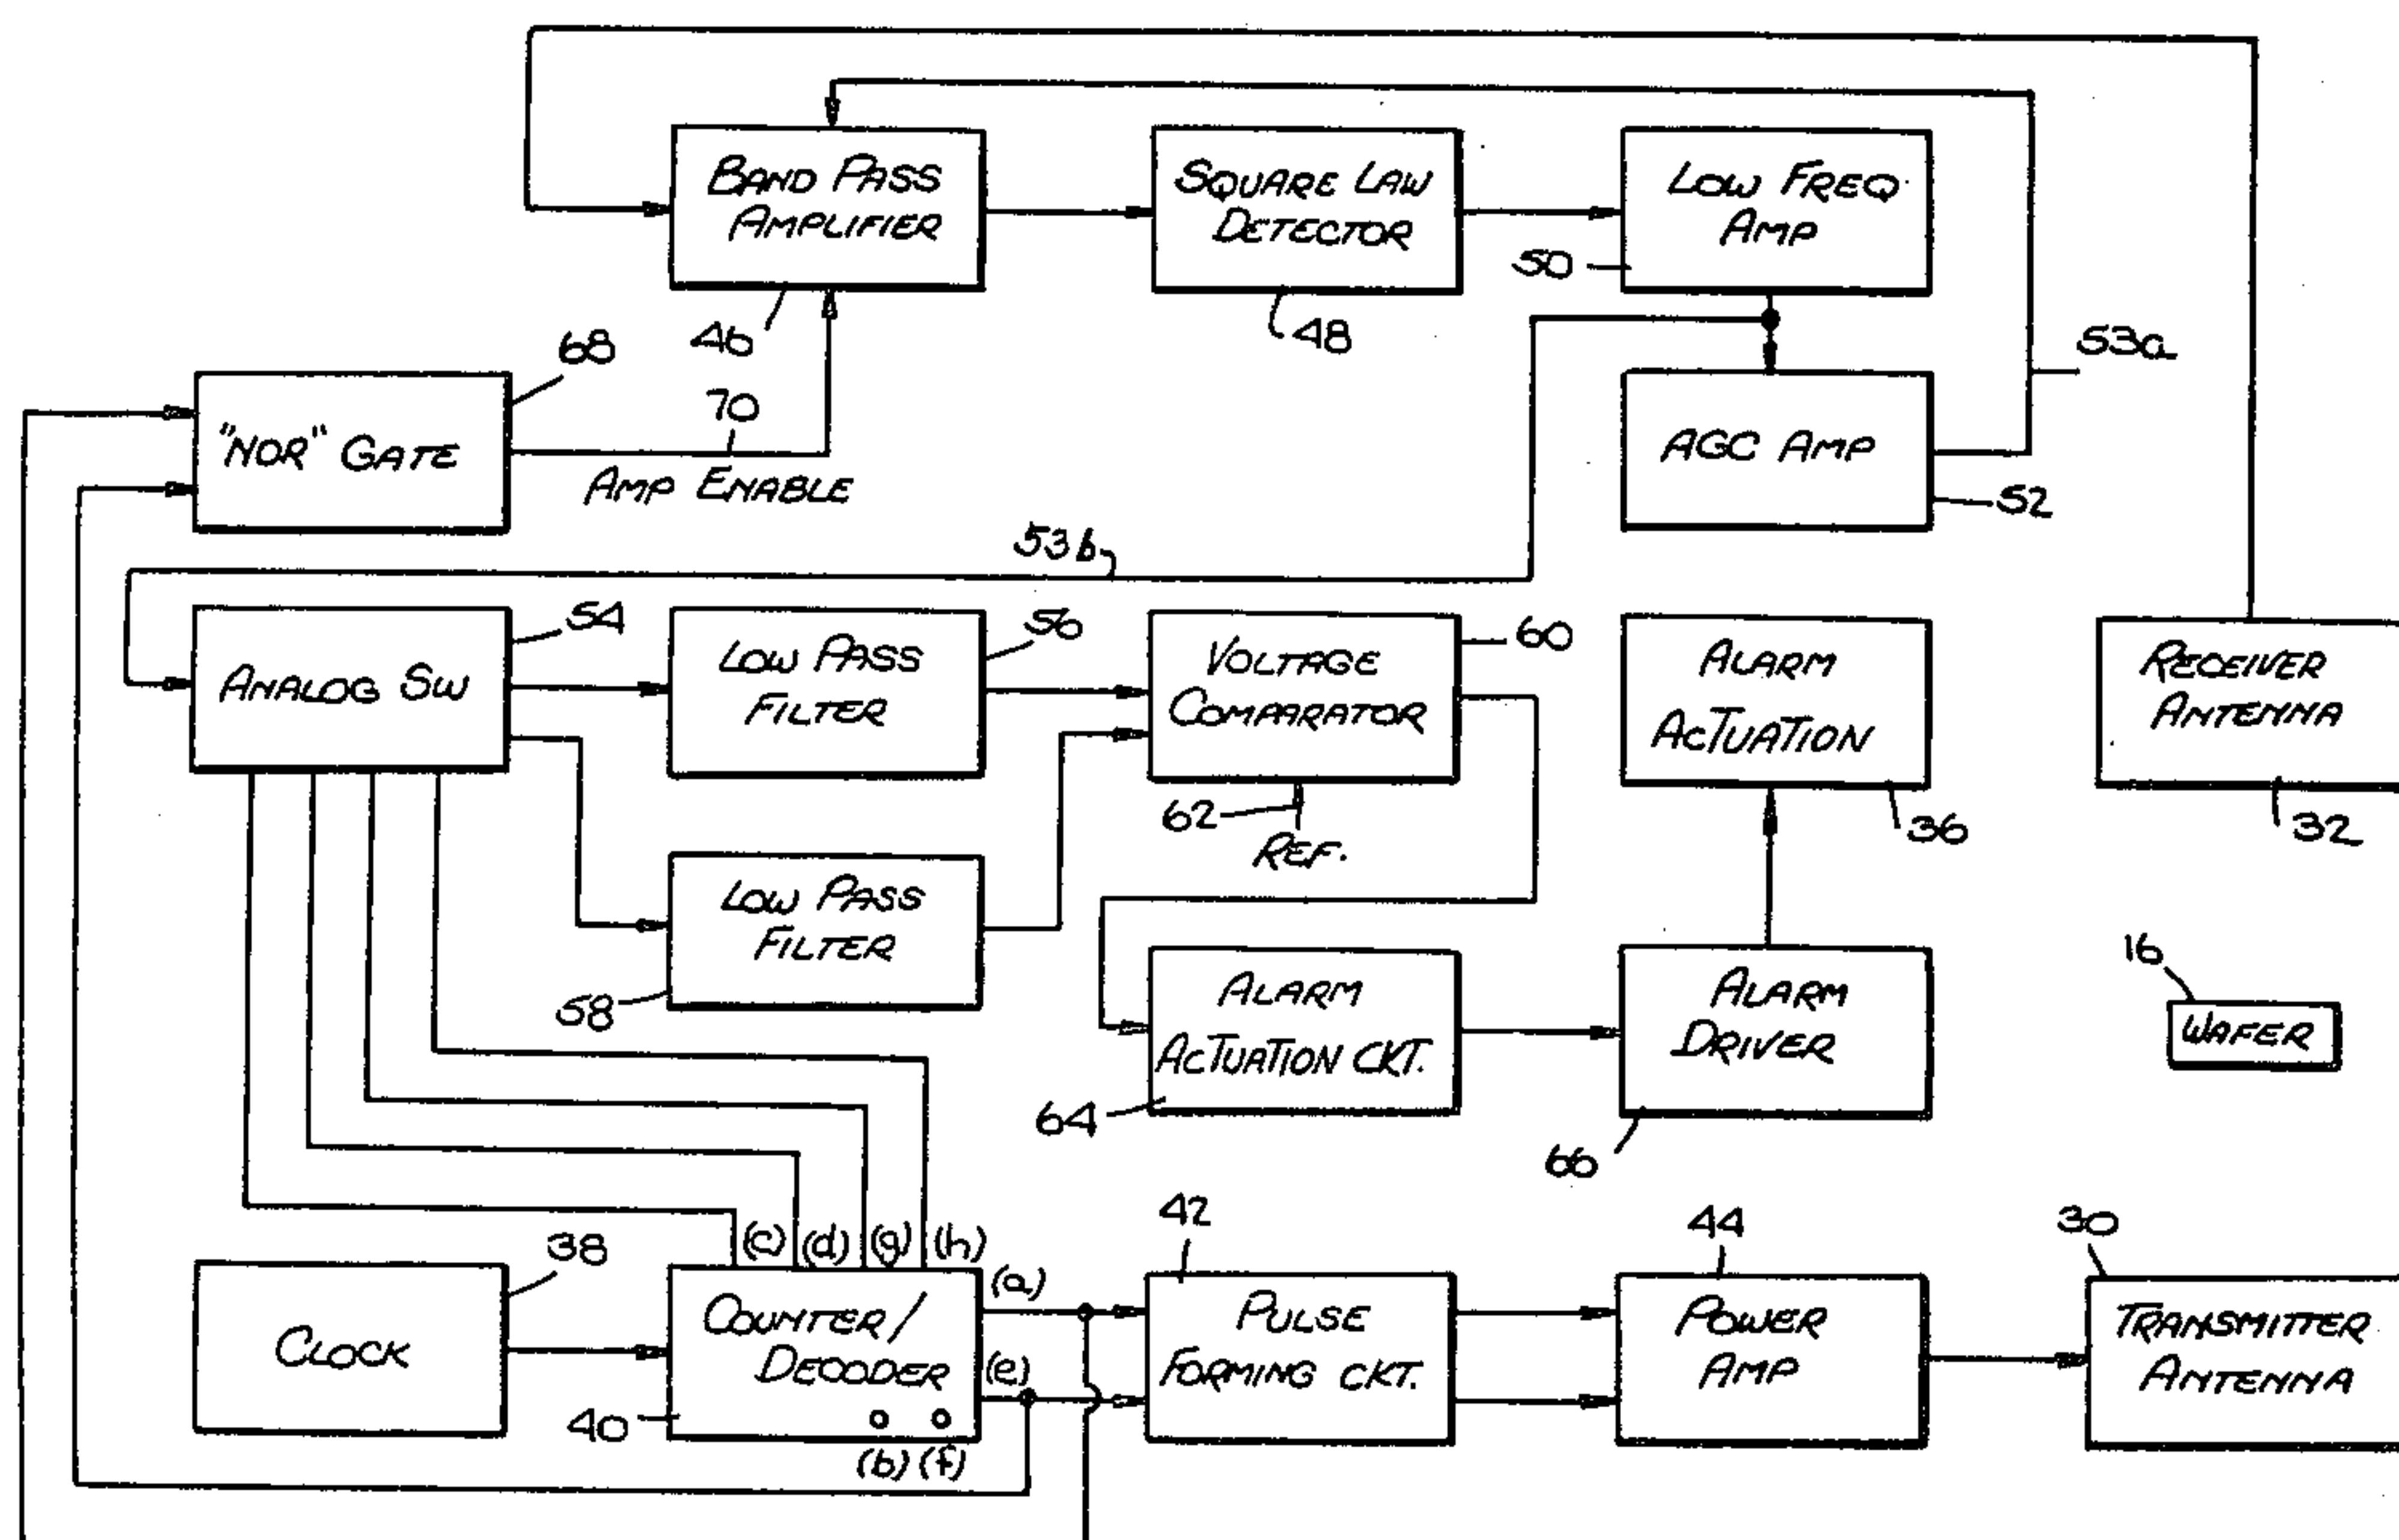 BAND PASS
AMPLIFIER
46
SQUARE LAW
DETECTOR
48
LOW FREQ
AMP
50
53a
68
"NOR" GATE
70
AMP ENABLE
AGC AMP
52
53b
54
ANALOG SW
LOW PASS
FILTER
56
VOLTAGE
COMPARATOR
60
62
REF.
ALARM
ACTUATION
36
RECEIVER
ANTENNA
32
LOW PASS
FILTER
58
ALARM
ACTUATION CKT.
64
ALARM
DRIVER
66
16
WAFER
38
CLOCK
(c) (d) (g) (h)
(a)
COUNTER/
DECODER
(e)
40
(b) (f)
42
PULSE
FORMING CKT.
44
POWER
AMP
30
TRANSMITTER
ANTENNA